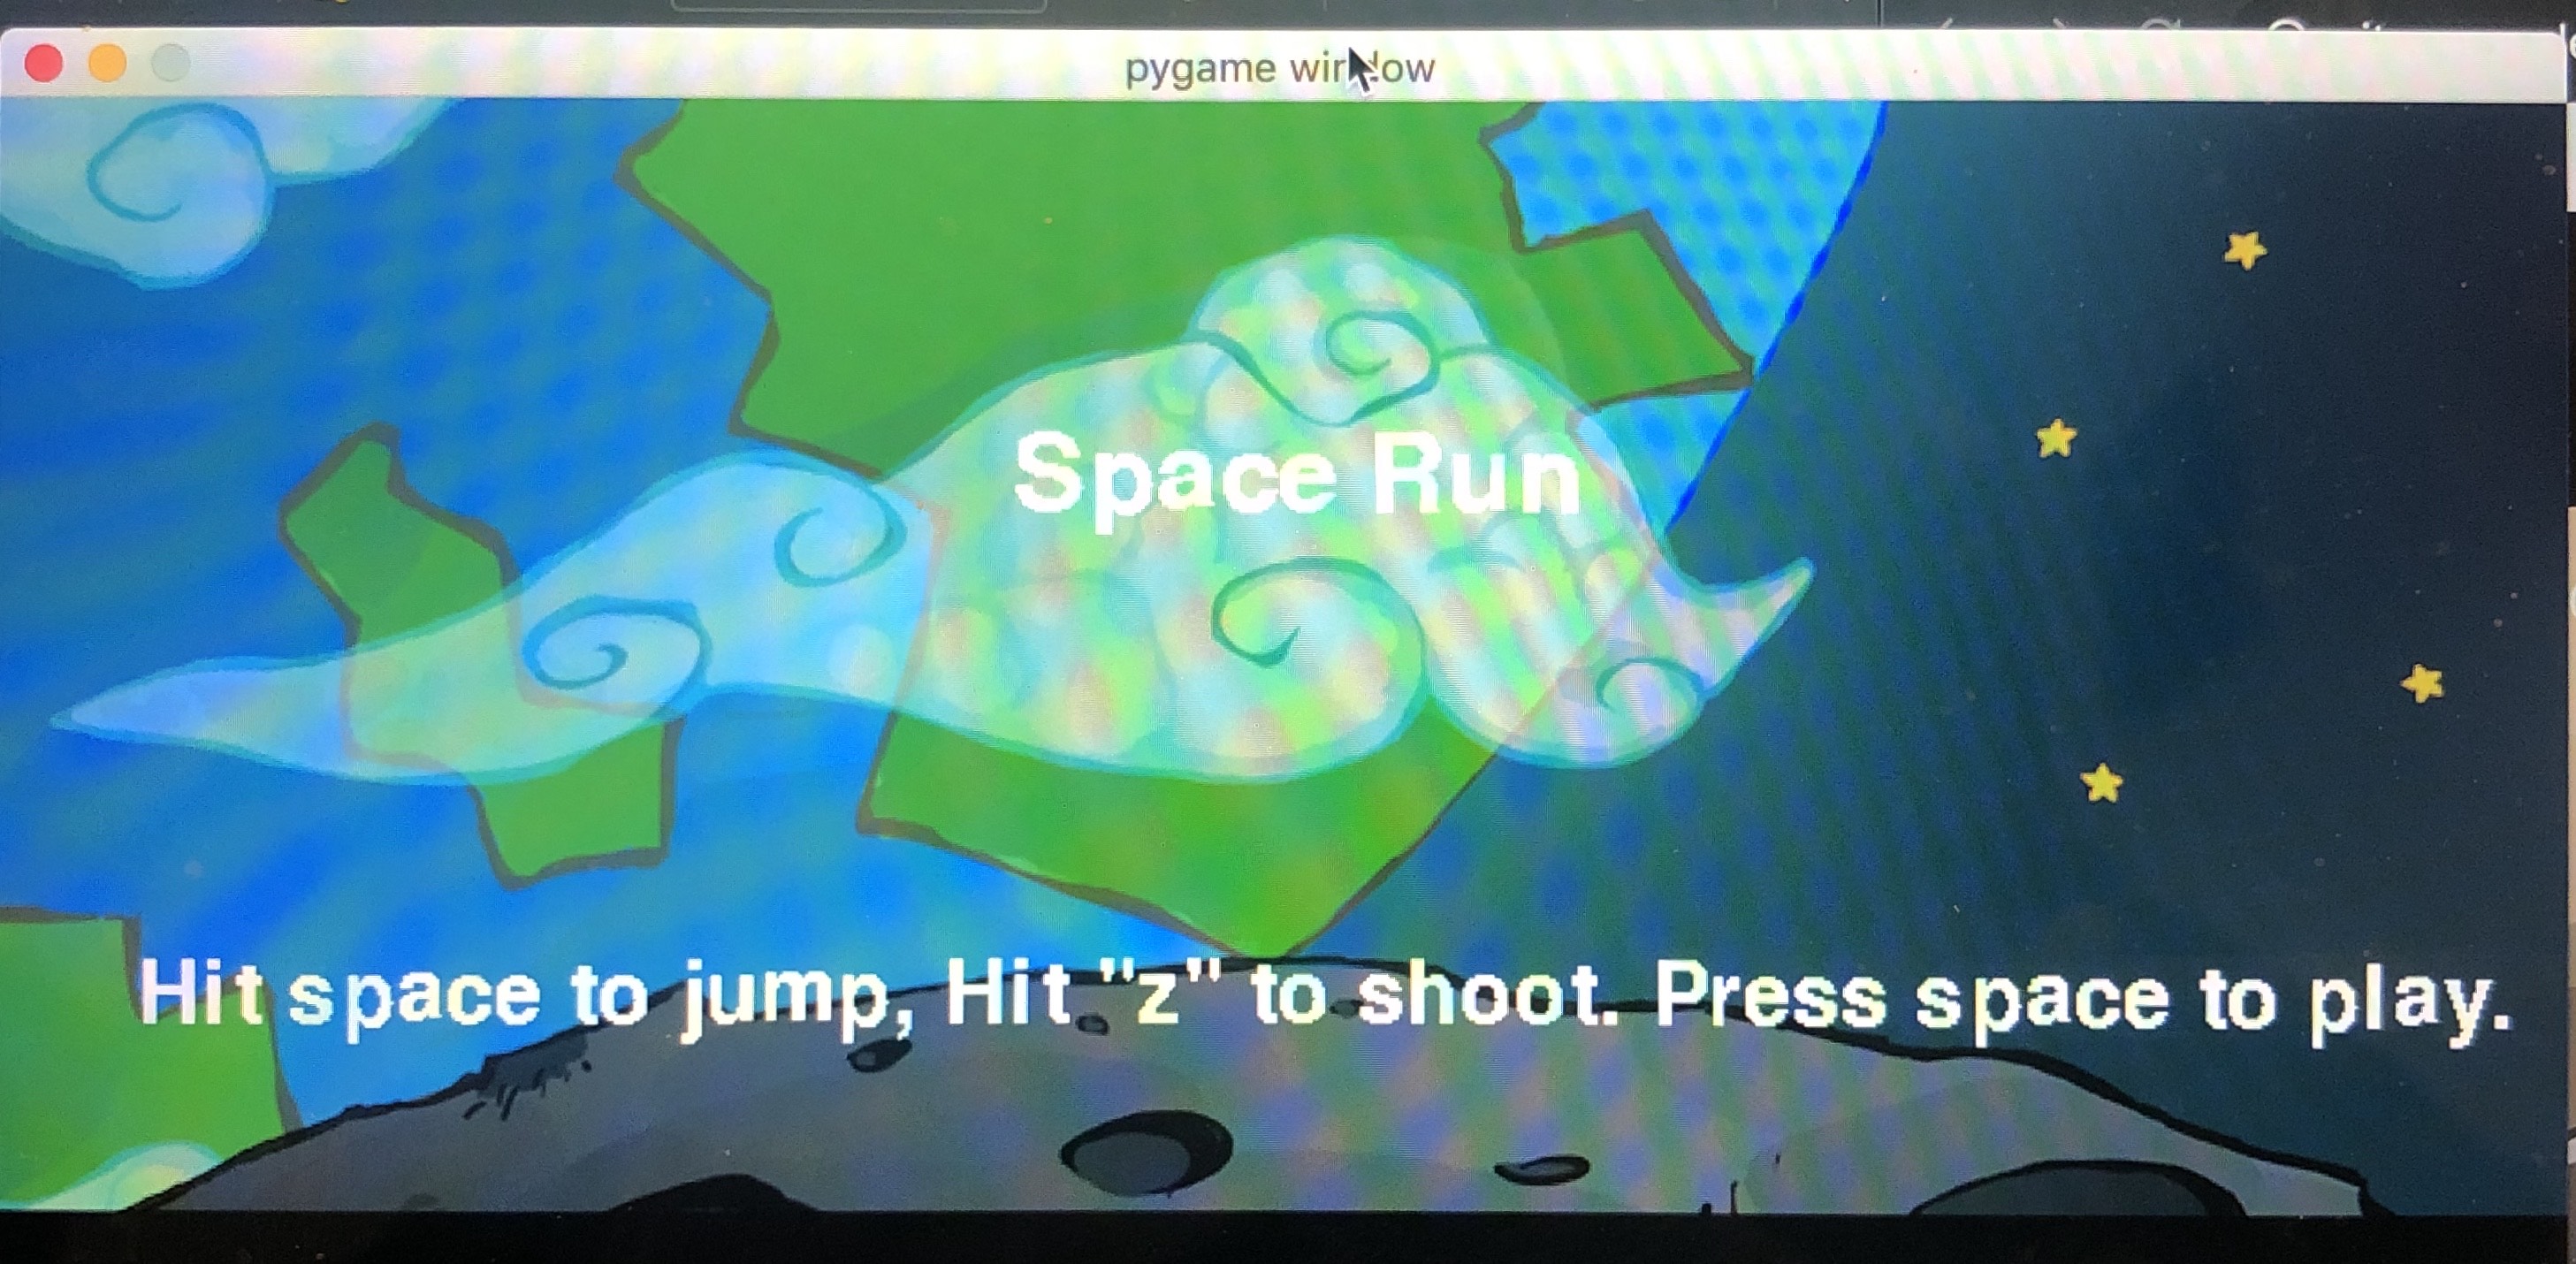 pygame window
Space Run
Hit space to jump, Hit "z" to shoot. Press space to play.